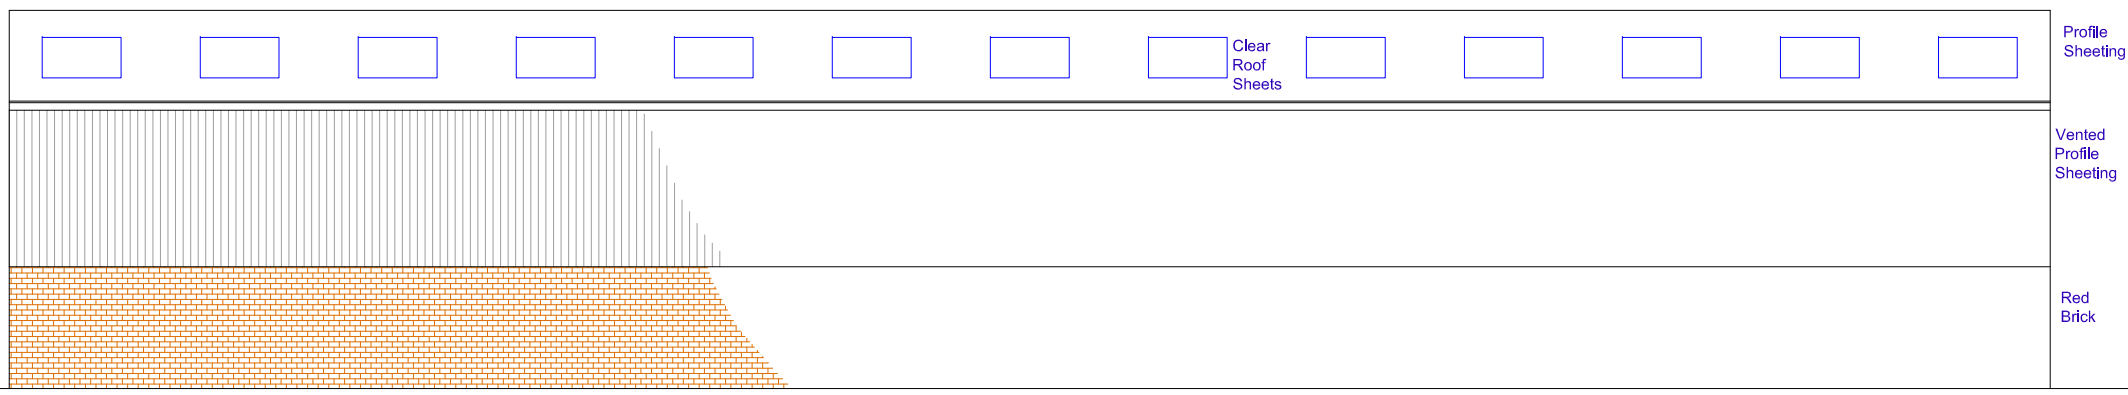 Clear
Roof
Sheets
Profile
Sheeting
Vented
Profile
Sheeting
Red
Brick